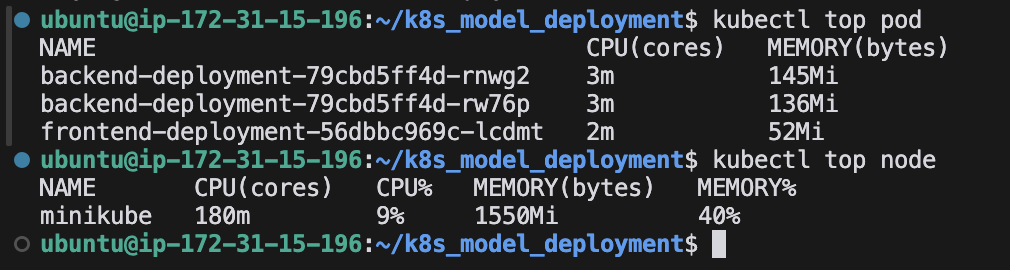 ubuntu@ip-172-31-15-196:~/k8s_model_deployment$ kubectl top pod
NAME CPU(cores) MEMORY(bytes)
backend-deployment-79cbd5ff4d-rnwg2 3m 145Mi
backend-deployment-79cbd5ff4d-rw76p 3m 136Mi
frontend-deployment-56dbbc969c-lcdmt 2m 52Mi
ubuntu@ip-172-31-15-196:~/k8s_model_deployment$ kubectl top node
NAME CPU(cores) CPU% MEMORY(bytes) MEMORY%
minikube 180m 9% 1550Mi 40%
ubuntu@ip-172-31-15-196:~/k8s_model_deployment$